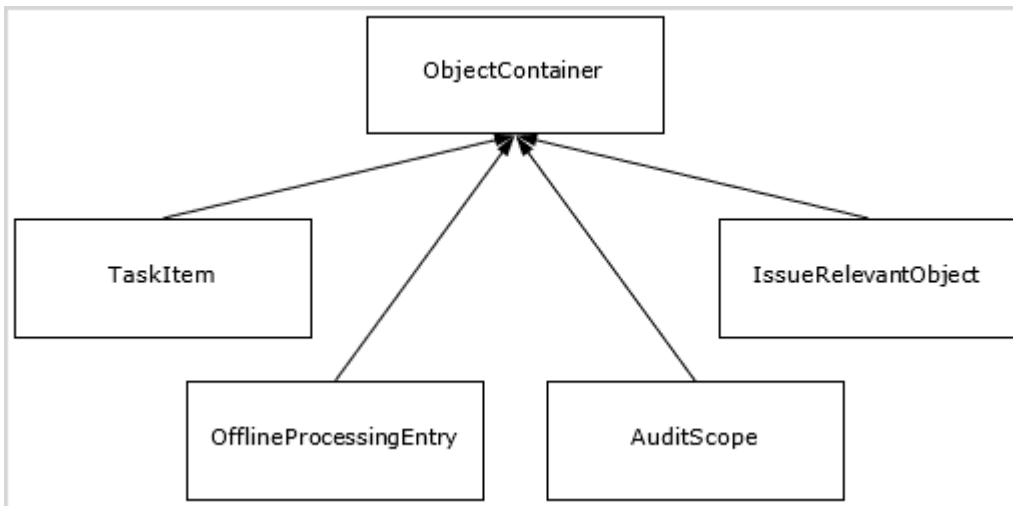 ObjectContainer
TaskItem
IssueRelevantObject
OfflineProcessingEntry
AuditScope